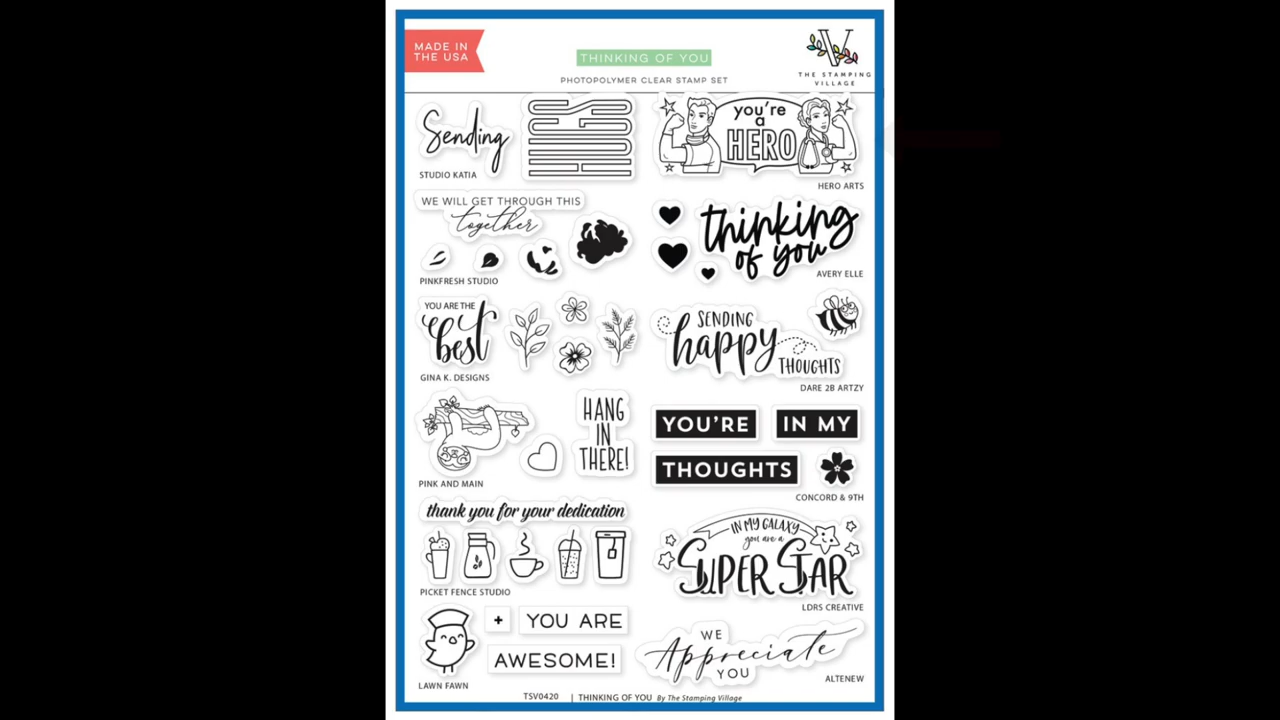 MADE IN
THE USA
THINKING OF YOU
PHOTOPOLYMER CLEAR STAMP SET
V
THE STAMPING
VILLAGE
Sending
HUGS
STUDIO KATIA
you're
a
HERO
HERO ARTS
WE WILL GET THROUGH THIS
together
PINKFRESH STUDIO
thinking
of you
AVERY ELLE
YOU ARE THE
best
GINA K. DESIGNS
SENDING
happy
THOUGHTS
DARE 2B ARTZY
HANG
IN
THERE!
PINK AND MAIN
YOU'RE
IN MY
THOUGHTS
CONCORD & 9TH
thank you for your dedication
PICKET FENCE STUDIO
IN MY GALAXY
you are a
SUPER STAR
LDRS CREATIVE
+
YOU ARE
AWESOME!
LAWN FAWN
WE
Appreciate
YOU
ALTENEW
TSV0420 | THINKING OF YOU By The Stamping Village